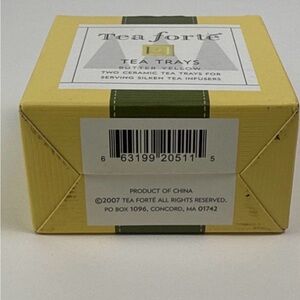 Tea forté
TEA TRAYS
BUTTER YELLOW
TWO CERAMIC TEA TRAYS FOR
SERVING SILKEN TEA INFUSERS
6 63199 20511 5
PRODUCT OF CHINA
©2007 TEA FORTÉ ALL RIGHTS RESERVED.
PO BOX 1096, CONCORD, MA 01742